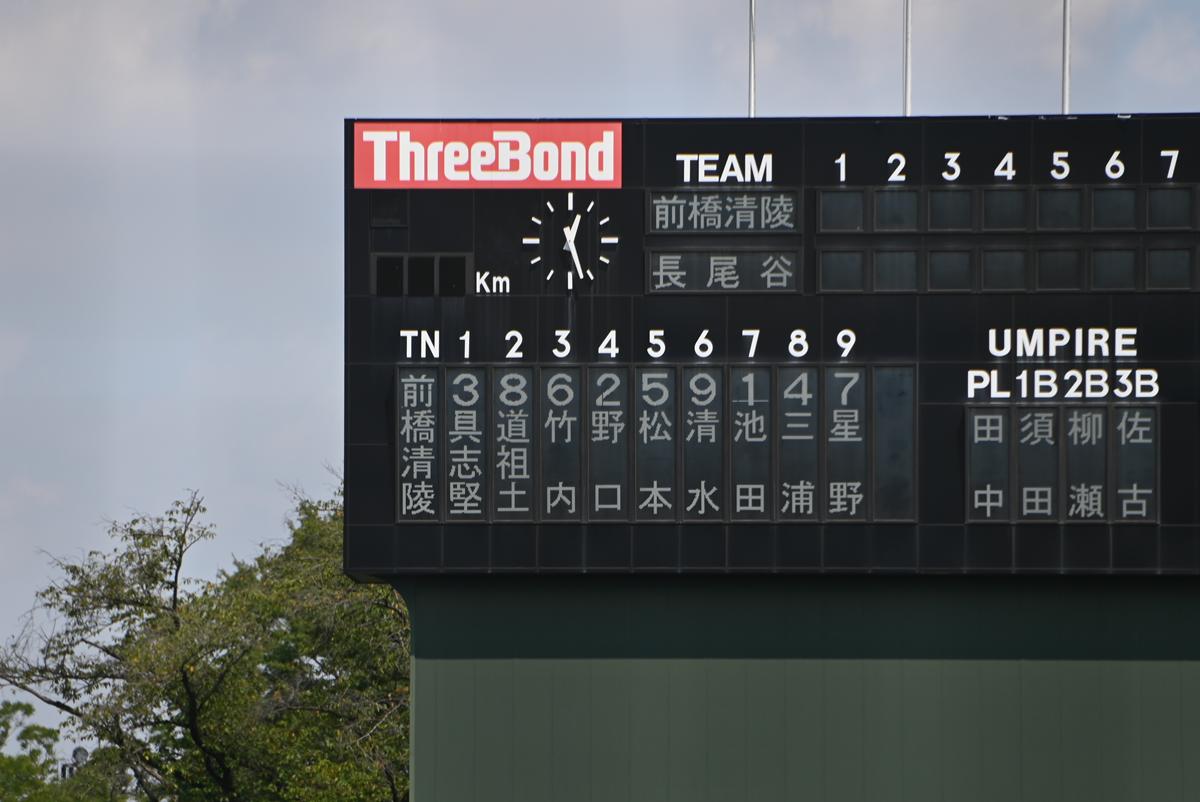 ThreeBond
TEAM 1 2 3 4 5 6 7
前橋清陵
長尾谷
Km
TN 1 2 3 4 5 6 7 8 9
3 8 6 2 5 9 1 4 7
前橋清陵
具志堅
道祖土
竹内
野口
松本
清水
池田
三浦
星野
UMPIRE
PL 1B 2B 3B
田中
須田
柳瀬
佐古